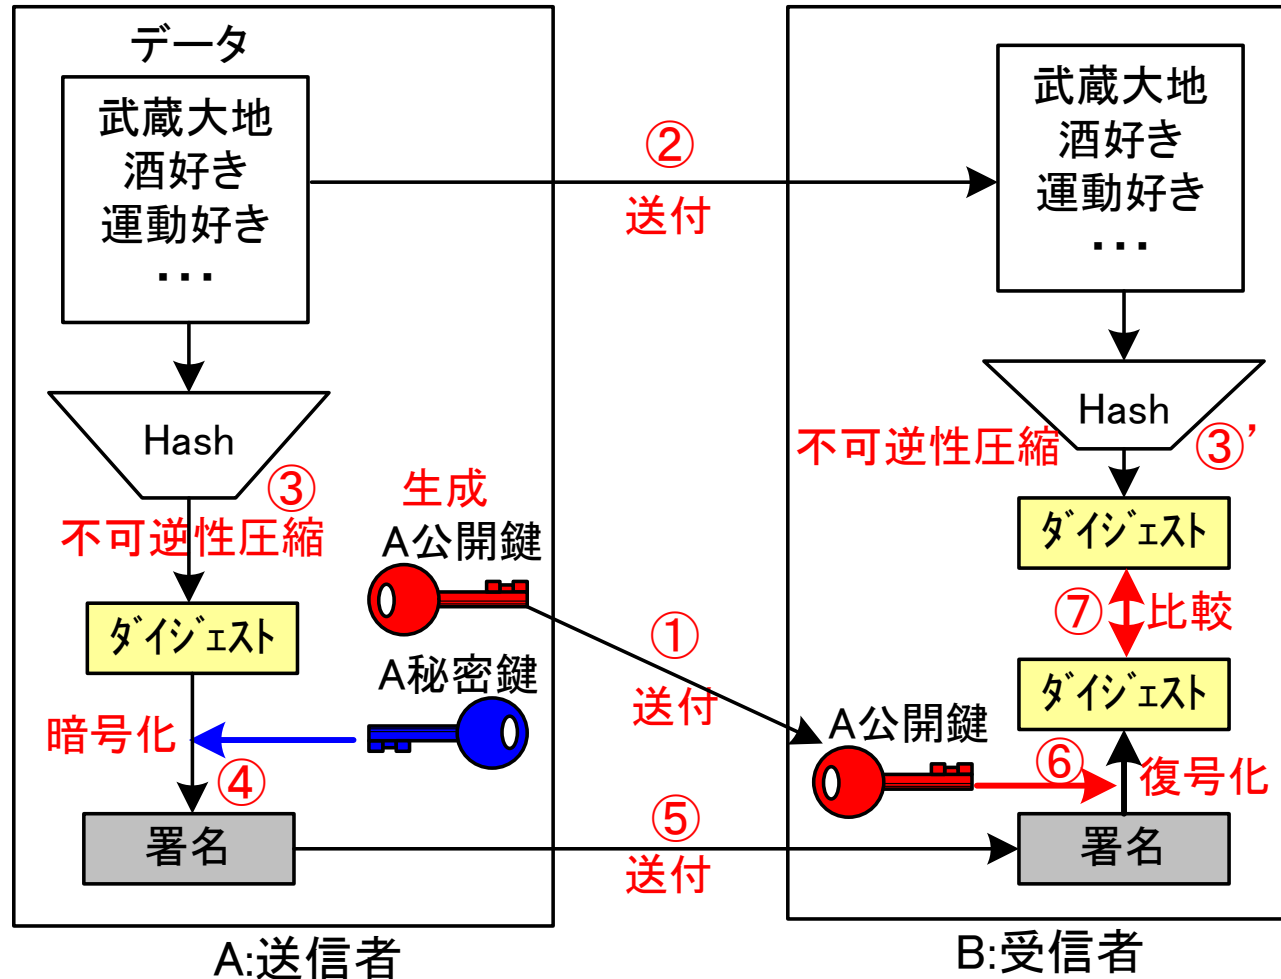 データ
武蔵大地
酒好き
運動好き
・・・
Hash
③
不可逆性圧縮
ダイジェスト
暗号化
④
署名
生成
A公開鍵
A秘密鍵
A:送信者
②
送付
①
送付
⑤
送付
武蔵大地
酒好き
運動好き
・・・
Hash
不可逆性圧縮
③’
ダイジェスト
⑦
比較
ダイジェスト
A公開鍵
⑥
復号化
署名
B:受信者